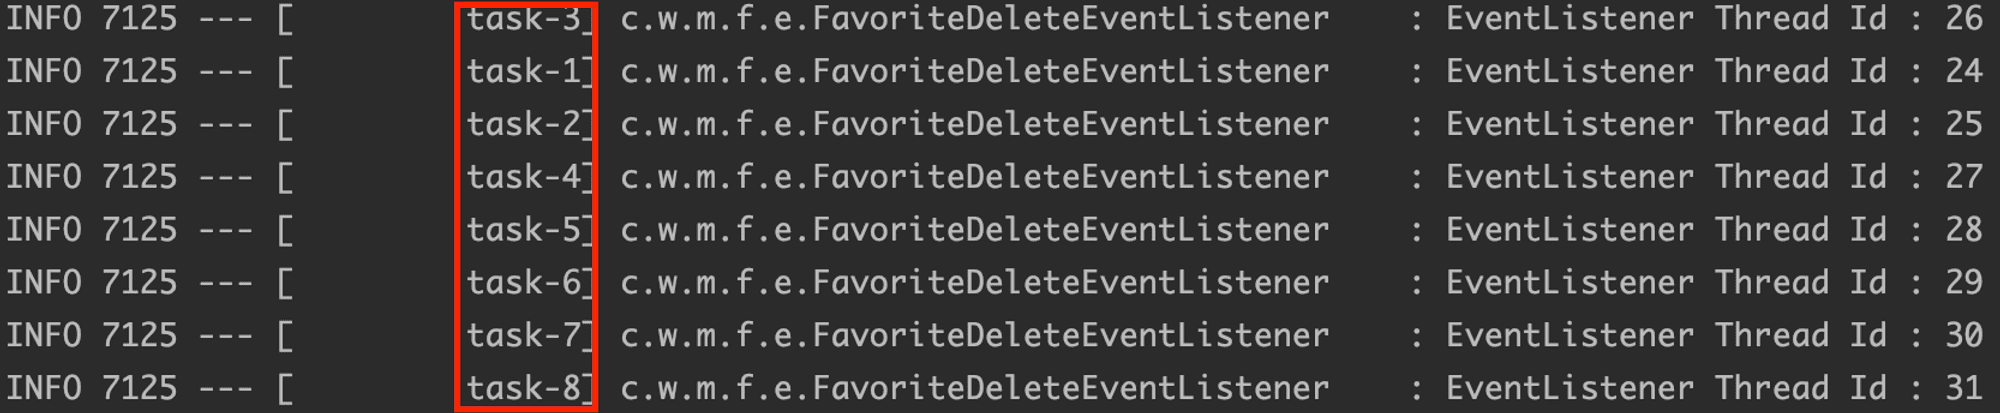 INFO 7125 --- [         task-3] c.w.m.f.e.FavoriteDeleteEventListener    : EventListener Thread Id : 26
INFO 7125 --- [         task-1] c.w.m.f.e.FavoriteDeleteEventListener    : EventListener Thread Id : 24
INFO 7125 --- [         task-2] c.w.m.f.e.FavoriteDeleteEventListener    : EventListener Thread Id : 25
INFO 7125 --- [         task-4] c.w.m.f.e.FavoriteDeleteEventListener    : EventListener Thread Id : 27
INFO 7125 --- [         task-5] c.w.m.f.e.FavoriteDeleteEventListener    : EventListener Thread Id : 28
INFO 7125 --- [         task-6] c.w.m.f.e.FavoriteDeleteEventListener    : EventListener Thread Id : 29
INFO 7125 --- [         task-7] c.w.m.f.e.FavoriteDeleteEventListener    : EventListener Thread Id : 30
INFO 7125 --- [         task-8] c.w.m.f.e.FavoriteDeleteEventListener    : EventListener Thread Id : 31